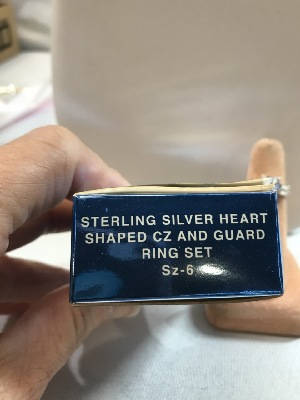 STERLING SILVER HEART
SHAPED CZ AND GUARD
RING SET
Sz-6